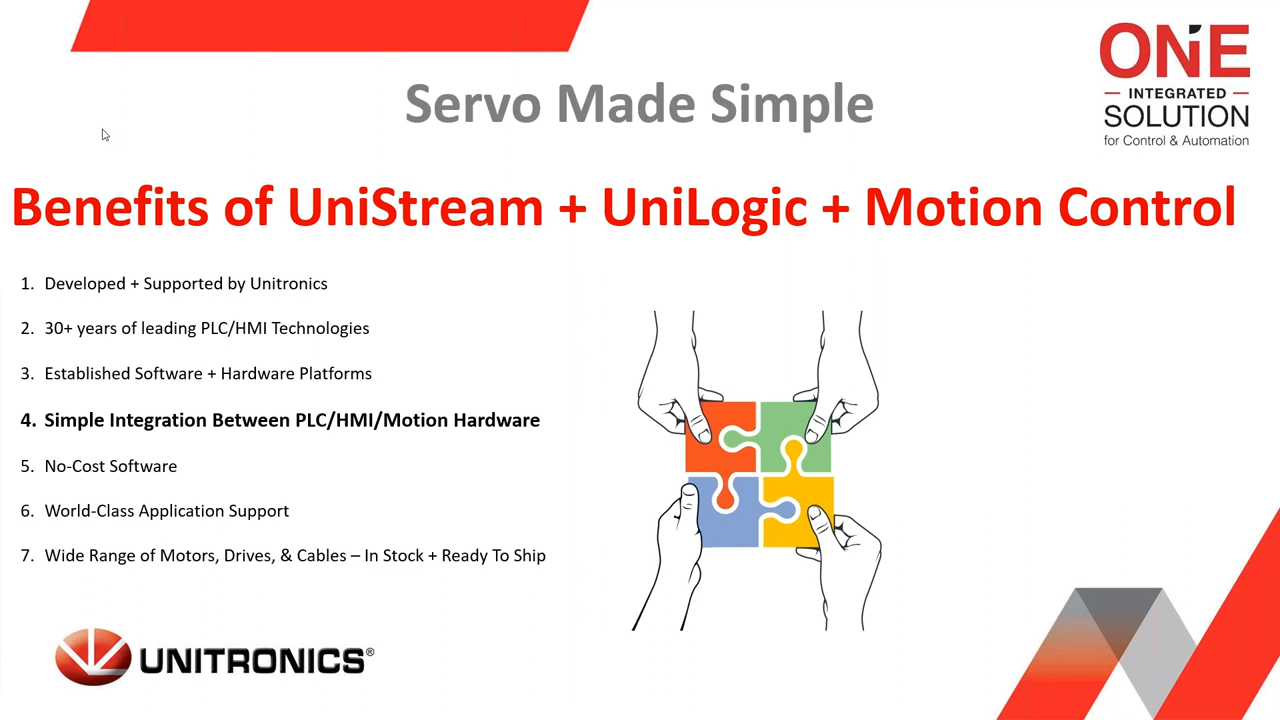 ONE
INTEGRATED
SOLUTION
for Control & Automation
Servo Made Simple
Benefits of UniStream + UniLogic + Motion Control
1. Developed + Supported by Unitronics
2. 30+ years of leading PLC/HMI Technologies
3. Established Software + Hardware Platforms
4. Simple Integration Between PLC/HMI/Motion Hardware
5. No-Cost Software
6. World-Class Application Support
7. Wide Range of Motors, Drives, & Cables – In Stock + Ready To Ship
UNITRONICS®